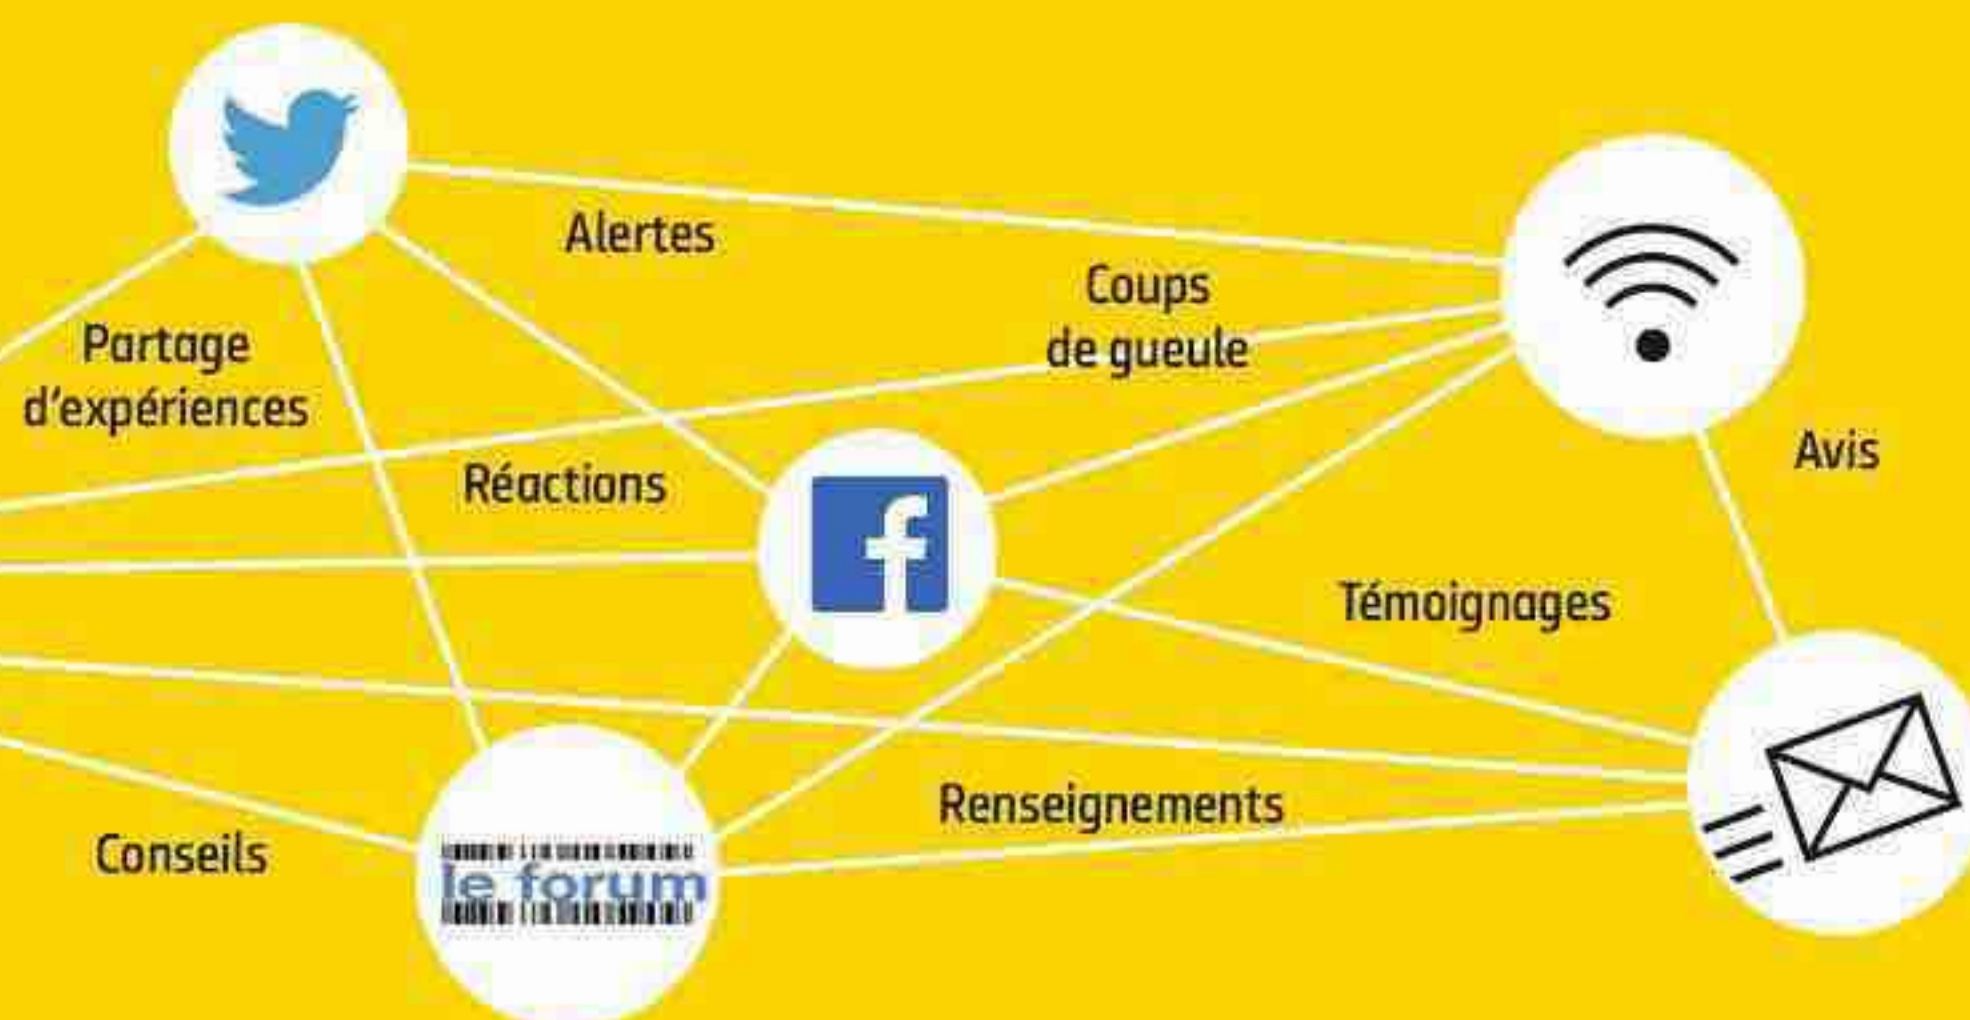 Alertes
Coups
de gueule
Partage
d'expériences
Réactions
Avis
Témoignages
Renseignements
Conseils
le forum